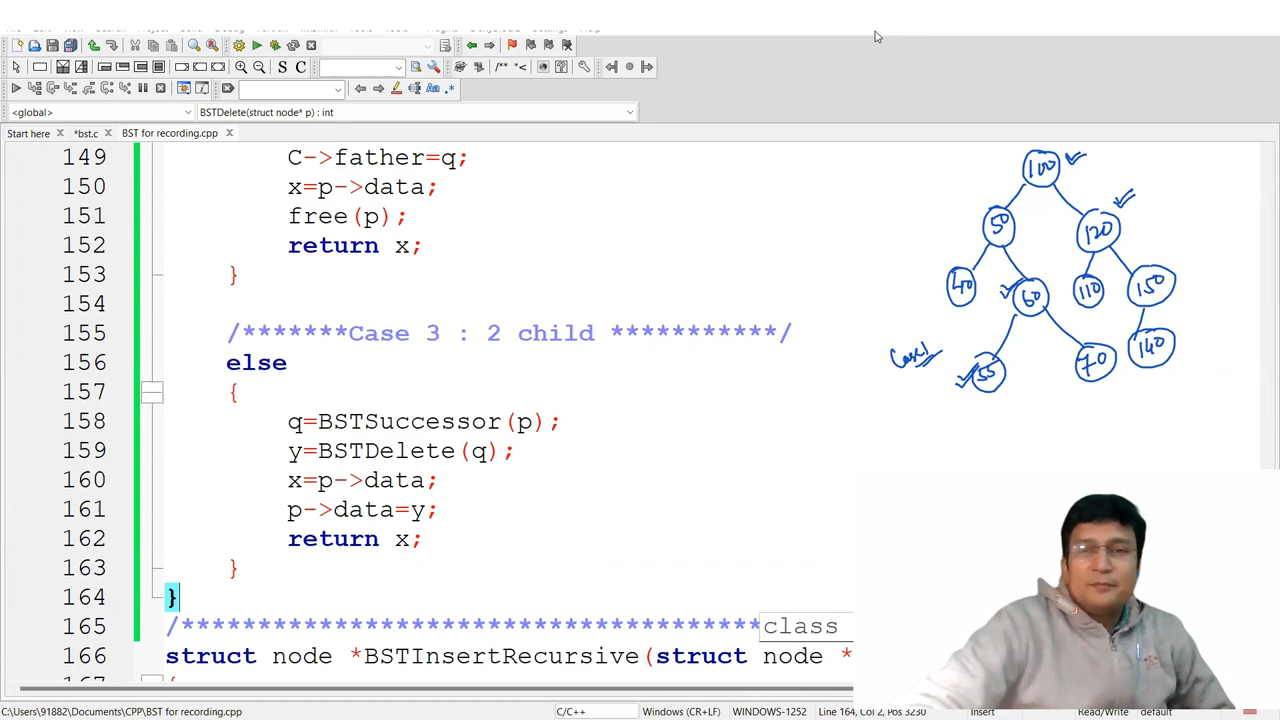 S C
/** *<
Aa .*
<global>
BSTDelete(struct node* p) : int
Start here
*bst.c
BST for recording.cpp
149 C->father=q;
150 x=p->data;
151 free(p);
152 return x;
153 }
154
155 /*******Case 3 : 2 child ***********/
156 else
157 {
158 q=BSTSuccessor(p);
159 y=BSTDelete(q);
160 x=p->data;
161 p->data=y;
162 return x;
163 }
164 }
165 /**************************************class
166 struct node *BSTInsertRecursive(struct node *
100
50 120
40 60 110 150
Case1 55 70 140
C:\Users\91882\Documents\CPP\BST for recording.cpp
C/C++
Windows (CR+LF)
WINDOWS-1252
Line 164, Col 2, Pos 3230
Insert
Read/Write
default